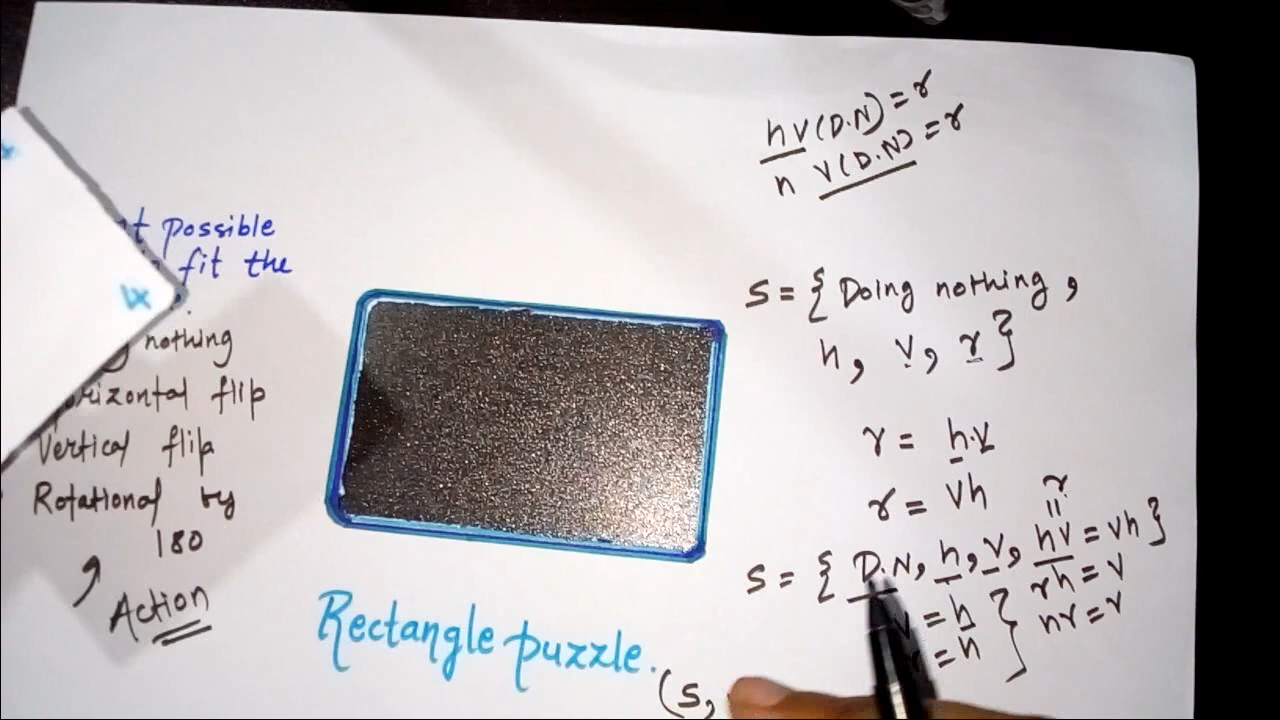 possible
fit the
nothing
flip
Vertical flip
Rotational by
180
Action
Rectangle puzzle.
hv(D.N) = r
h v(D.N) = r
S = { Doing nothing ,
h, v, r }
r = h.v
r = vh
r
=
S = { D.N, h, v, hv = vh }
= h } rh = v
= h hr = v
(S,